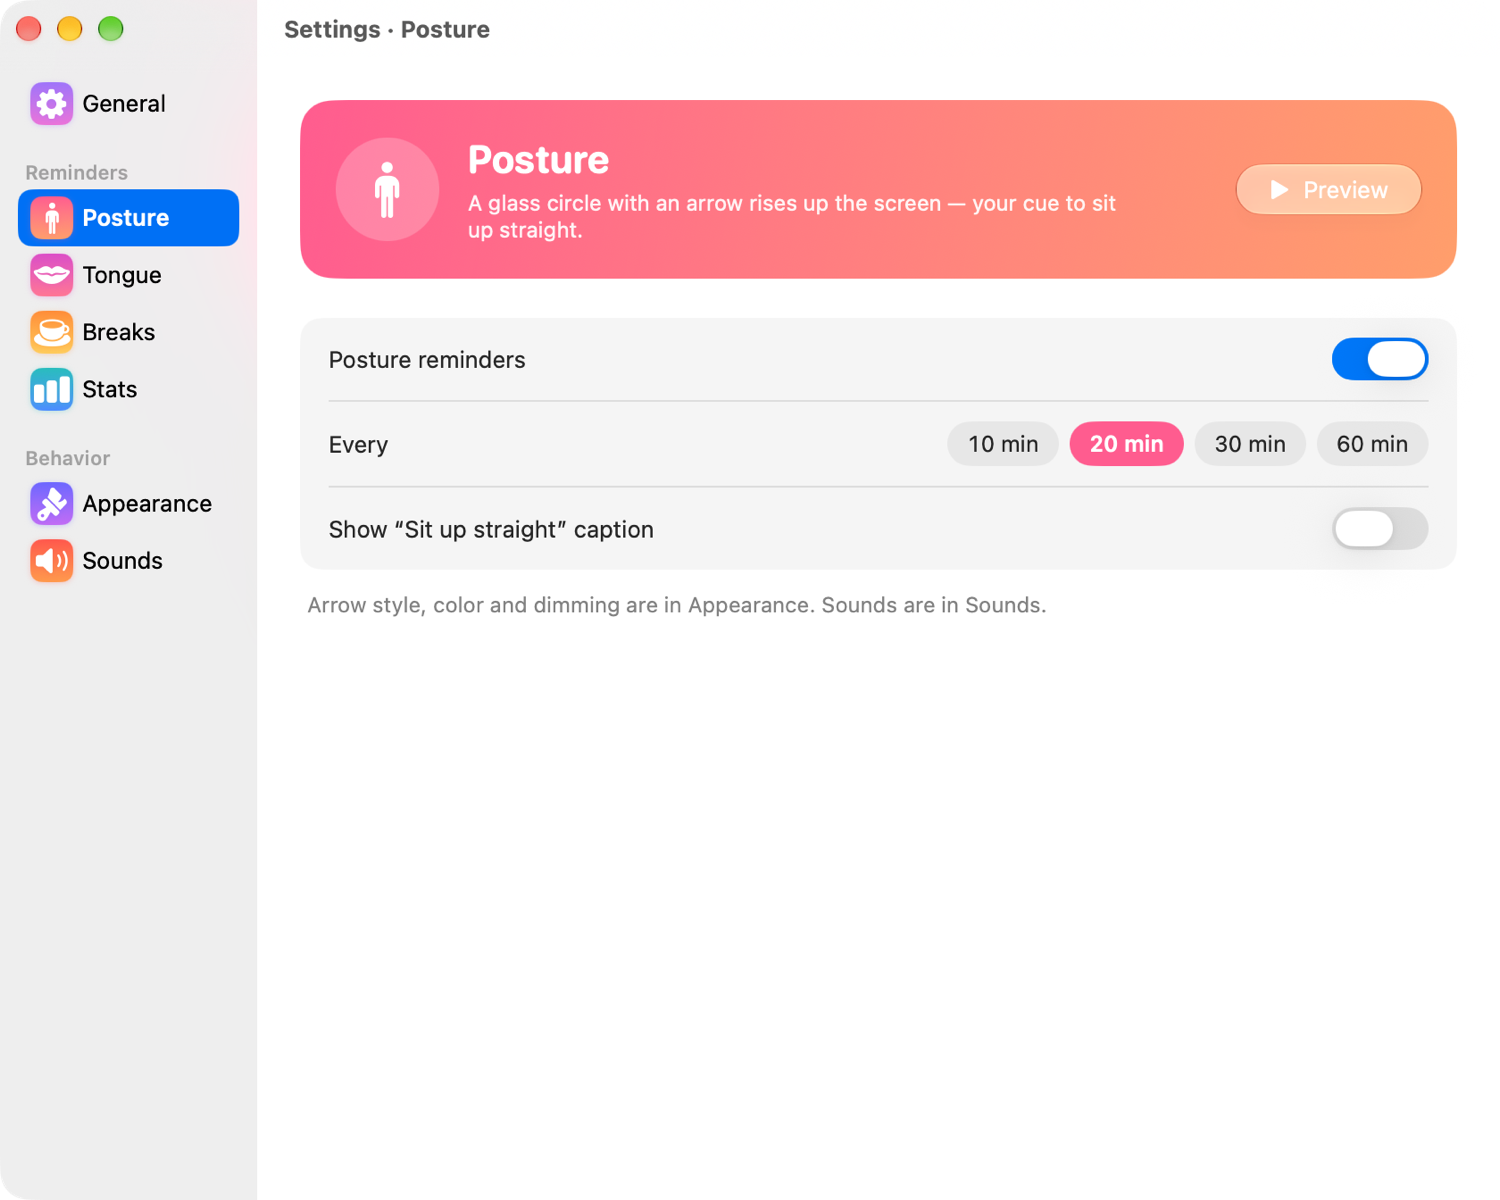 Settings · Posture
General
Reminders
Posture
Tongue
Breaks
Stats
Behavior
Appearance
Sounds
Posture
A glass circle with an arrow rises up the screen — your cue to sit
up straight.
Preview
Posture reminders
Every
10 min
20 min
30 min
60 min
Show “Sit up straight” caption
Arrow style, color and dimming are in Appearance. Sounds are in Sounds.